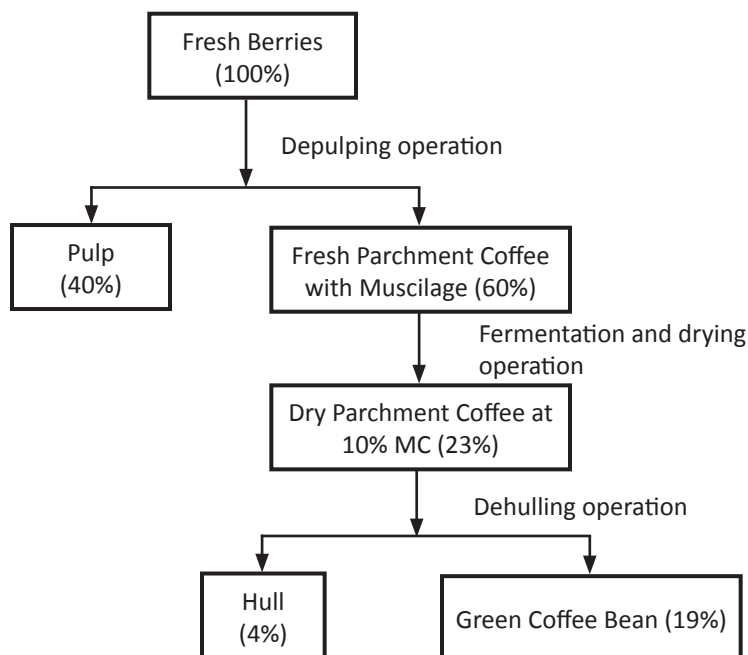 Fresh Berries
(100%)
Depulping operation
Pulp
(40%)
Fresh Parchment Coffee
with Muscilage (60%)
Fermentation and drying
operation
Dry Parchment Coffee at
10% MC (23%)
Dehulling operation
Hull
(4%)
Green Coffee Bean (19%)